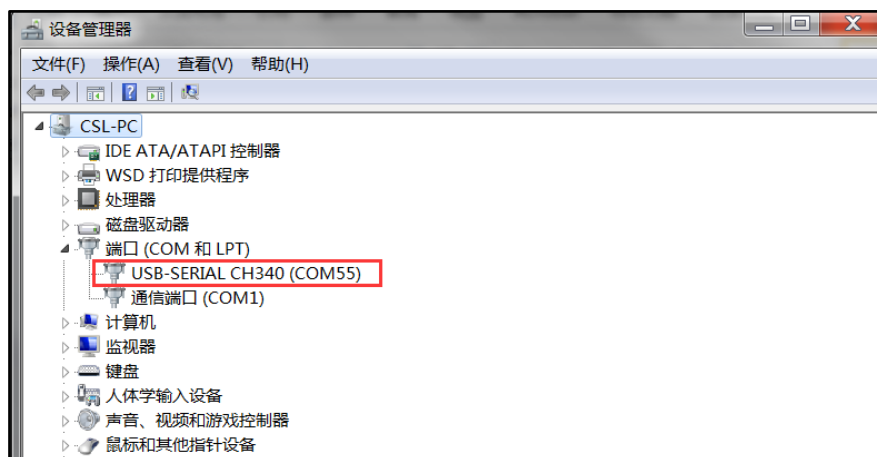 设备管理器
文件(F) 操作(A) 查看(V) 帮助(H)
CSL-PC
IDE ATA/ATAPI 控制器
WSD 打印提供程序
处理器
磁盘驱动器
端口 (COM 和 LPT)
USB-SERIAL CH340 (COM55)
通信端口 (COM1)
计算机
监视器
键盘
人体学输入设备
声音、视频和游戏控制器
鼠标和其他指针设备